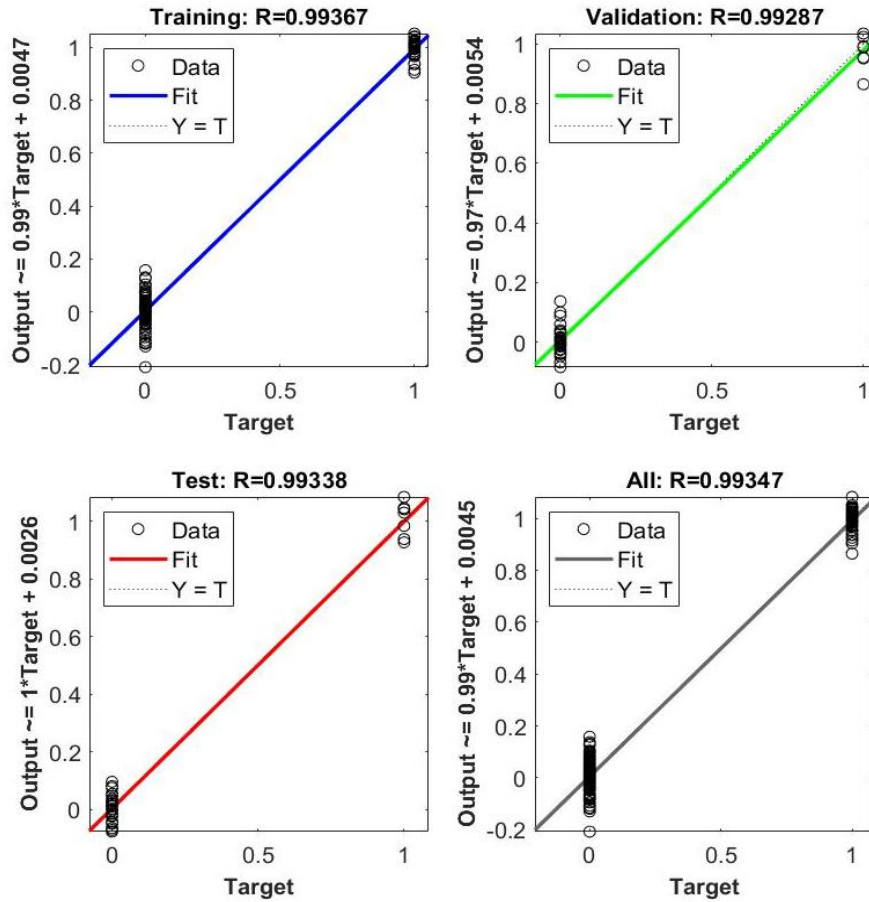 Training: R=0.99367
Output ~= 0.99*Target + 0.0047
Data
Fit
Y = T
1
0.8
0.6
0.4
0.2
0
-0.2
0
0.5
1
Target
Validation: R=0.99287
Output ~= 0.97*Target + 0.0054
Data
Fit
Y = T
1
0.8
0.6
0.4
0.2
0
0
0.5
1
Target
Test: R=0.99338
Output ~= 1*Target + 0.0026
Data
Fit
Y = T
1
0.8
0.6
0.4
0.2
0
0
0.5
1
Target
All: R=0.99347
Output ~= 0.99*Target + 0.0045
Data
Fit
Y = T
1
0.8
0.6
0.4
0.2
0
-0.2
0
0.5
1
Target